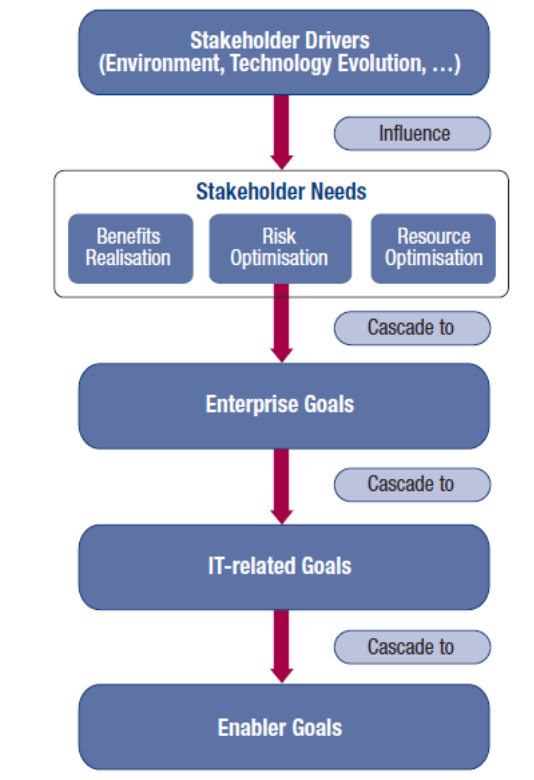 Stakeholder Drivers
(Environment, Technology Evolution, …)
Influence
Stakeholder Needs
Benefits
Realisation
Risk
Optimisation
Resource
Optimisation
Cascade to
Enterprise Goals
Cascade to
IT-related Goals
Cascade to
Enabler Goals